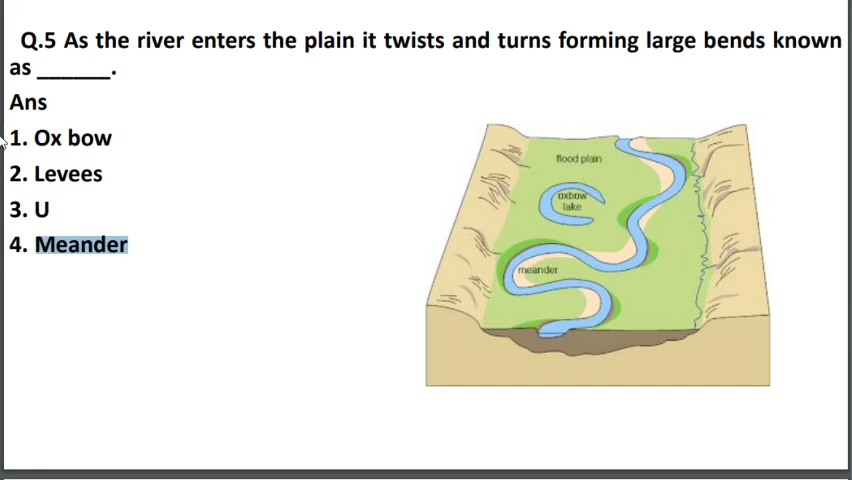 Q.5 As the river enters the plain it twists and turns forming large bends known
as ______.
Ans
1. Ox bow
2. Levees
3. U
4. Meander
flood plain
oxbow
lake
meander